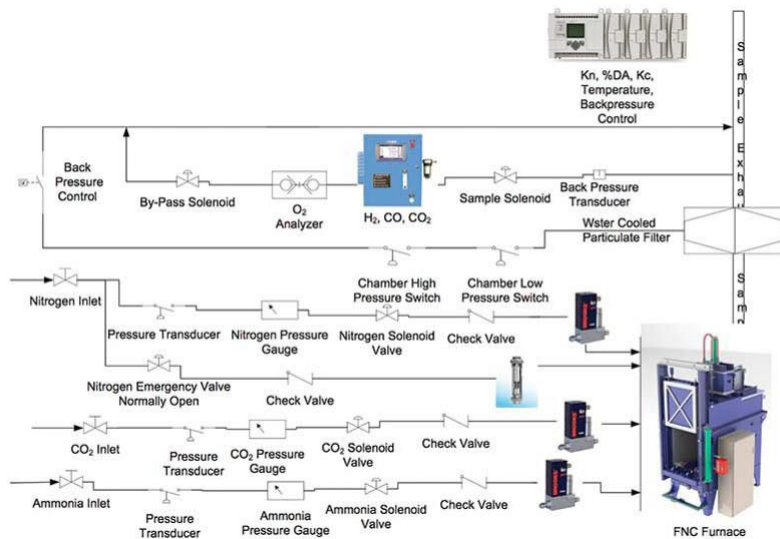 Kn, %DA, Kc,
Temperature,
Backpressure
Control
Sample Exhau
Back
Pressure
Control
By-Pass Solenoid
O2
Analyzer
H2, CO, CO2
Sample Solenoid
Back Pressure
Transducer
Wster Cooled
Particulate Filter
Chamber High
Pressure Switch
Chamber Low
Pressure Switch
Samp
Nitrogen Inlet
Pressure Transducer
Nitrogen Pressure
Gauge
Nitrogen Solenoid
Valve
Check Valve
Nitrogen Emergency Valve
Normally Open
Check Valve
CO2 Inlet
Pressure
Transducer
CO2 Pressure
Gauge
CO2 Solenoid
Valve
Check Valve
Ammonia Inlet
Pressure
Transducer
Ammonia
Pressure Gauge
Ammonia Solenoid
Valve
Check Valve
FNC Furnace